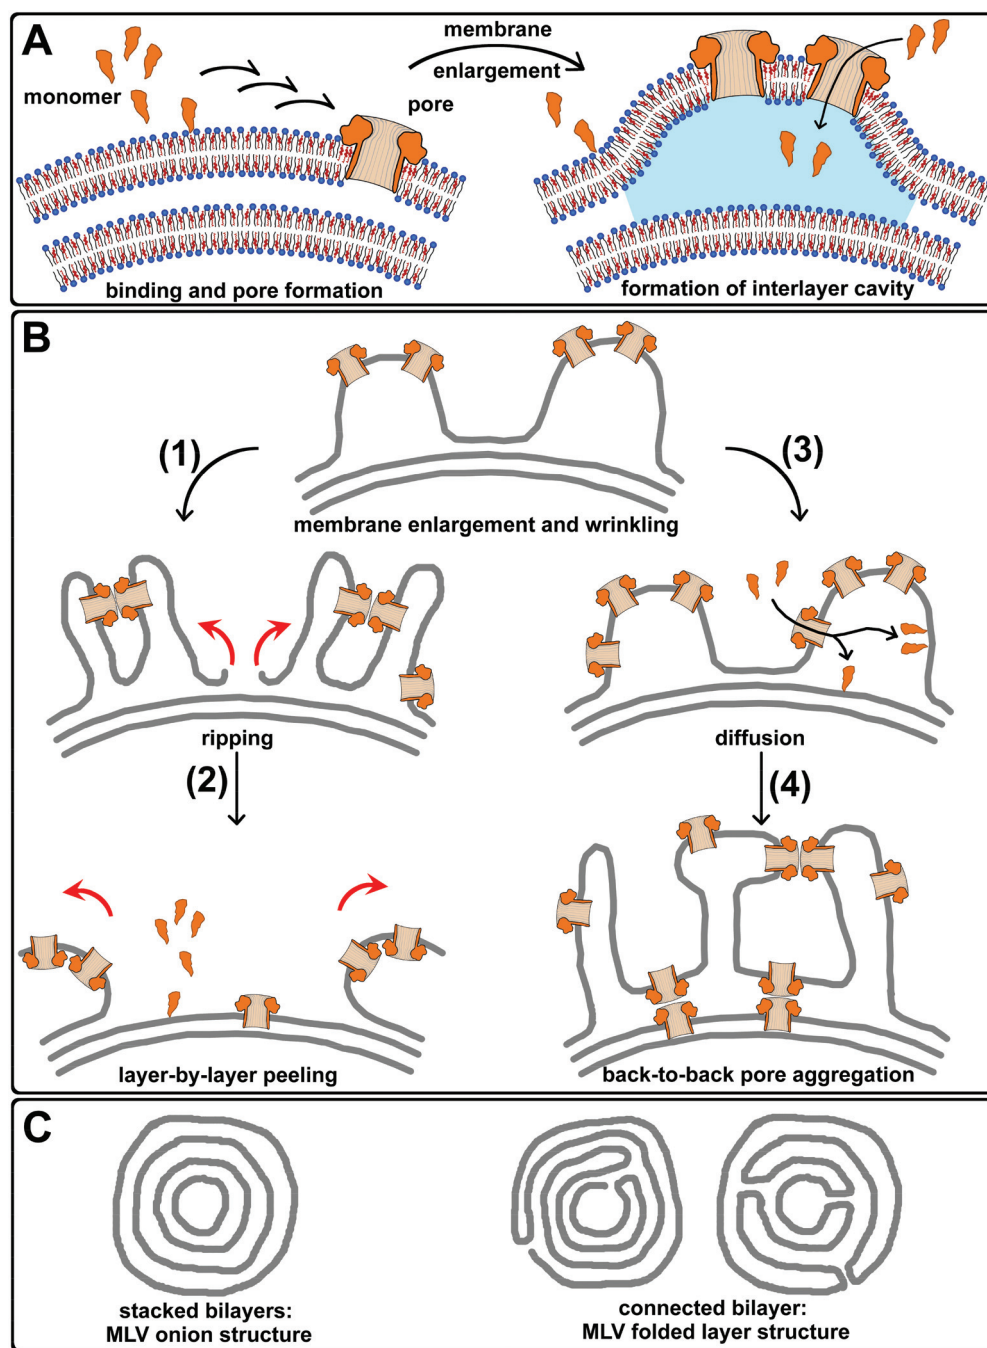 A
monomer
pore
membrane
enlargement
binding and pore formation
formation of interlayer cavity
B
(1)
(3)
membrane enlargement and wrinkling
ripping
diffusion
(2)
(4)
layer-by-layer peeling
back-to-back pore aggregation
C
stacked bilayers:
MLV onion structure
connected bilayer:
MLV folded layer structure